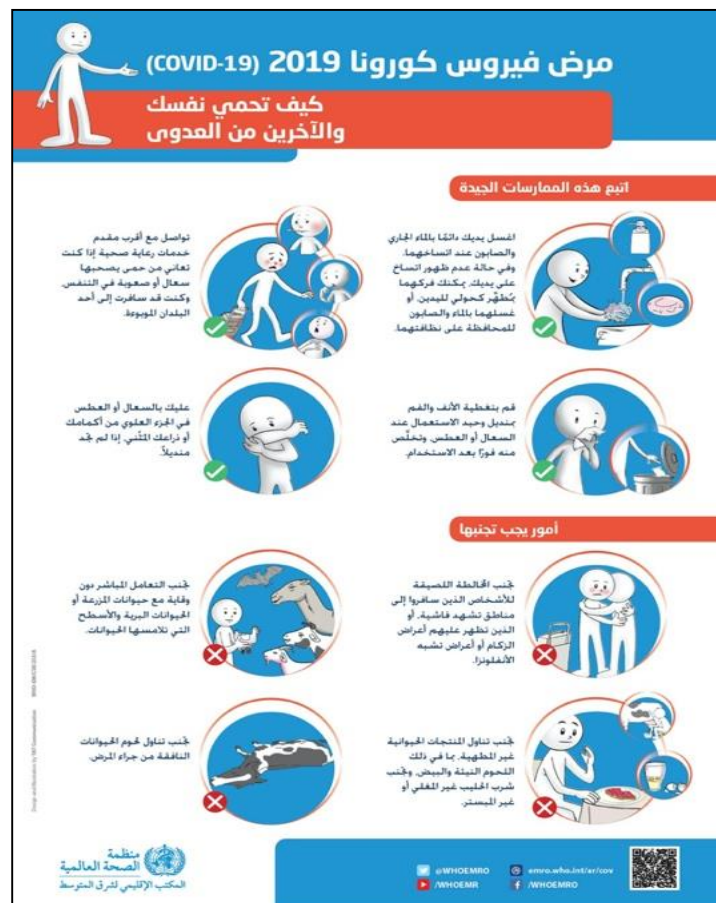 مرض فيروس كورونا 2019 (COVID-19)
كيف تحمي نفسك
والآخرين من العدوى
اتبع هذه الممارسات الجيدة
اغسل يديك دائمًا بالماء الجاري
والصابون عند اتساخهما.
وفي حالة عدم ظهور اتساخ
على يديك، يمكنك فركهما
بمُطهّر كحولي لليدين، أو
غسلهما بالماء والصابون
للمحافظة على نظافتهما.
تواصل مع أقرب مقدم
خدمات رعاية صحية إذا كنت
تعاني من حمى يصحبها
سعال أو صعوبة في التنفس،
وكنت قد سافرت إلى أحد
البلدان الموبوءة.
قم بتغطية الأنف والفم
بمنديل وحيد الاستعمال عند
السعال أو العطس، وتخلّص
منه فورًا بعد الاستخدام.
عليك بالسعال أو العطس
في الجزء العلوي من أكمامك
أو ذراعك المثني، إذا لم تجد
منديلاً.
أمور يجب تجنبها
تجنب المخالطة اللصيقة
للأشخاص الذين سافروا إلى
مناطق تشهد فاشية، أو
الذين تظهر عليهم أعراض
الزكام أو أعراض تشبه
الأنفلونزا.
تجنب التعامل المباشر دون
وقاية مع حيوانات المزرعة أو
الحيوانات البرية والأسطح
التي تلامسها الحيوانات.
تجنب تناول المنتجات الحيوانية
غير المطهية، بما في ذلك
اللحوم النيئة والبيض، وتجنب
شرب الحليب غير المغلي أو
غير المبستر.
تجنب تناول لحوم الحيوانات
النافقة من جراء المرض.
منظمة
الصحة العالمية
المكتب الإقليمي لشرق المتوسط
@WHOEMRO
emro.who.int/ar/cov
/WHOEMR
/WHOEMRO